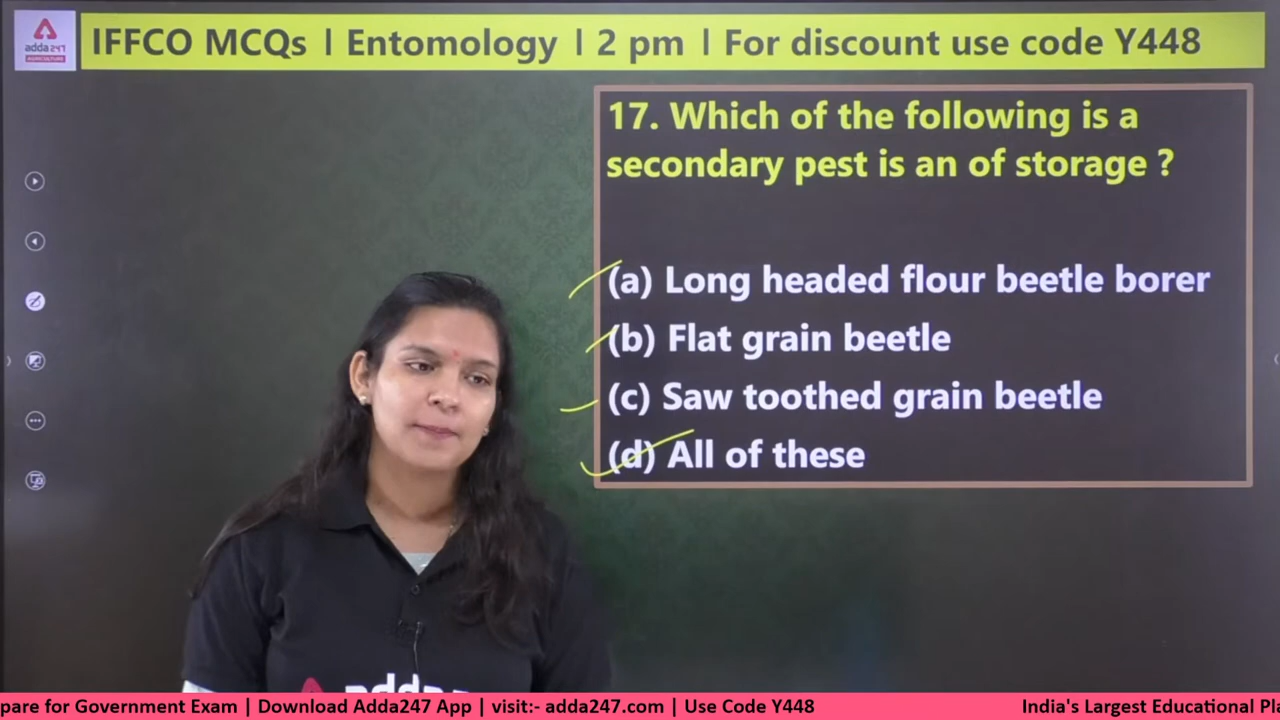 adda247
AGRICULTURE
IFFCO MCQs | Entomology | 2 pm | For discount use code Y448
17. Which of the following is a
secondary pest is an of storage ?
(a) Long headed flour beetle borer
(b) Flat grain beetle
(c) Saw toothed grain beetle
(d) All of these
pare for Government Exam | Download Adda247 App | visit:- adda247.com | Use Code Y448
India's Largest Educational Pla